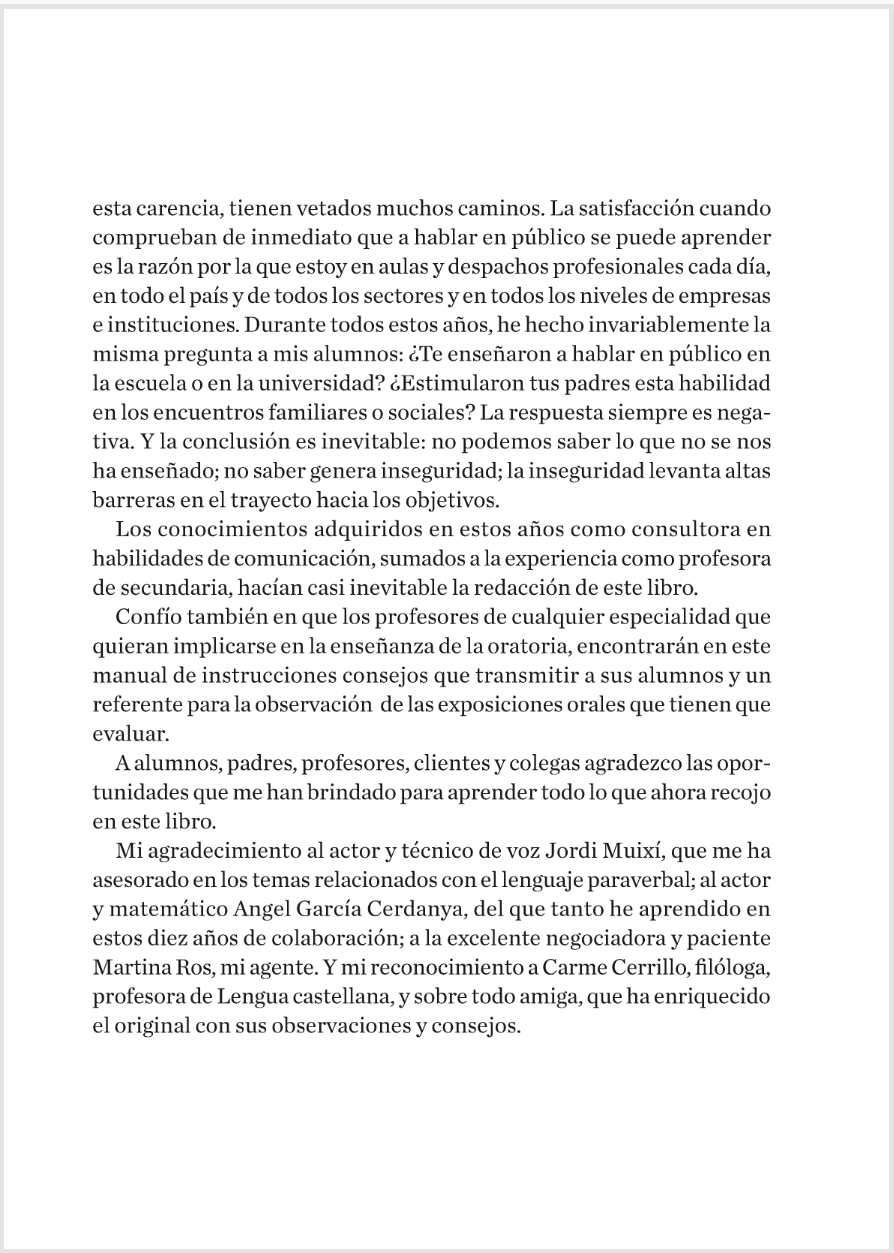 esta carencia, tienen vetados muchos caminos. La satisfacción cuando
comprueban de inmediato que a hablar en público se puede aprender
es la razón por la que estoy en aulas y despachos profesionales cada día,
en todo el país y de todos los sectores y en todos los niveles de empresas
e instituciones. Durante todos estos años, he hecho invariablemente la
misma pregunta a mis alumnos: ¿Te enseñaron a hablar en público en
la escuela o en la universidad? ¿Estimularon tus padres esta habilidad
en los encuentros familiares o sociales? La respuesta siempre es nega-
tiva. Y la conclusión es inevitable: no podemos saber lo que no se nos
ha enseñado; no saber genera inseguridad; la inseguridad levanta altas
barreras en el trayecto hacia los objetivos.
Los conocimientos adquiridos en estos años como consultora en
habilidades de comunicación, sumados a la experiencia como profesora
de secundaria, hacían casi inevitable la redacción de este libro.
Confío también en que los profesores de cualquier especialidad que
quieran implicarse en la enseñanza de la oratoria, encontrarán en este
manual de instrucciones consejos que transmitir a sus alumnos y un
referente para la observación de las exposiciones orales que tienen que
evaluar.
A alumnos, padres, profesores, clientes y colegas agradezco las opor-
tunidades que me han brindado para aprender todo lo que ahora recojo
en este libro.
Mi agradecimiento al actor y técnico de voz Jordi Muixí, que me ha
asesorado en los temas relacionados con el lenguaje paraverbal; al actor
y matemático Angel García Cerdanya, del que tanto he aprendido en
estos diez años de colaboración; a la excelente negociadora y paciente
Martina Ros, mi agente. Y mi reconocimiento a Carme Cerrillo, filóloga,
profesora de Lengua castellana, y sobre todo amiga, que ha enriquecido
el original con sus observaciones y consejos.